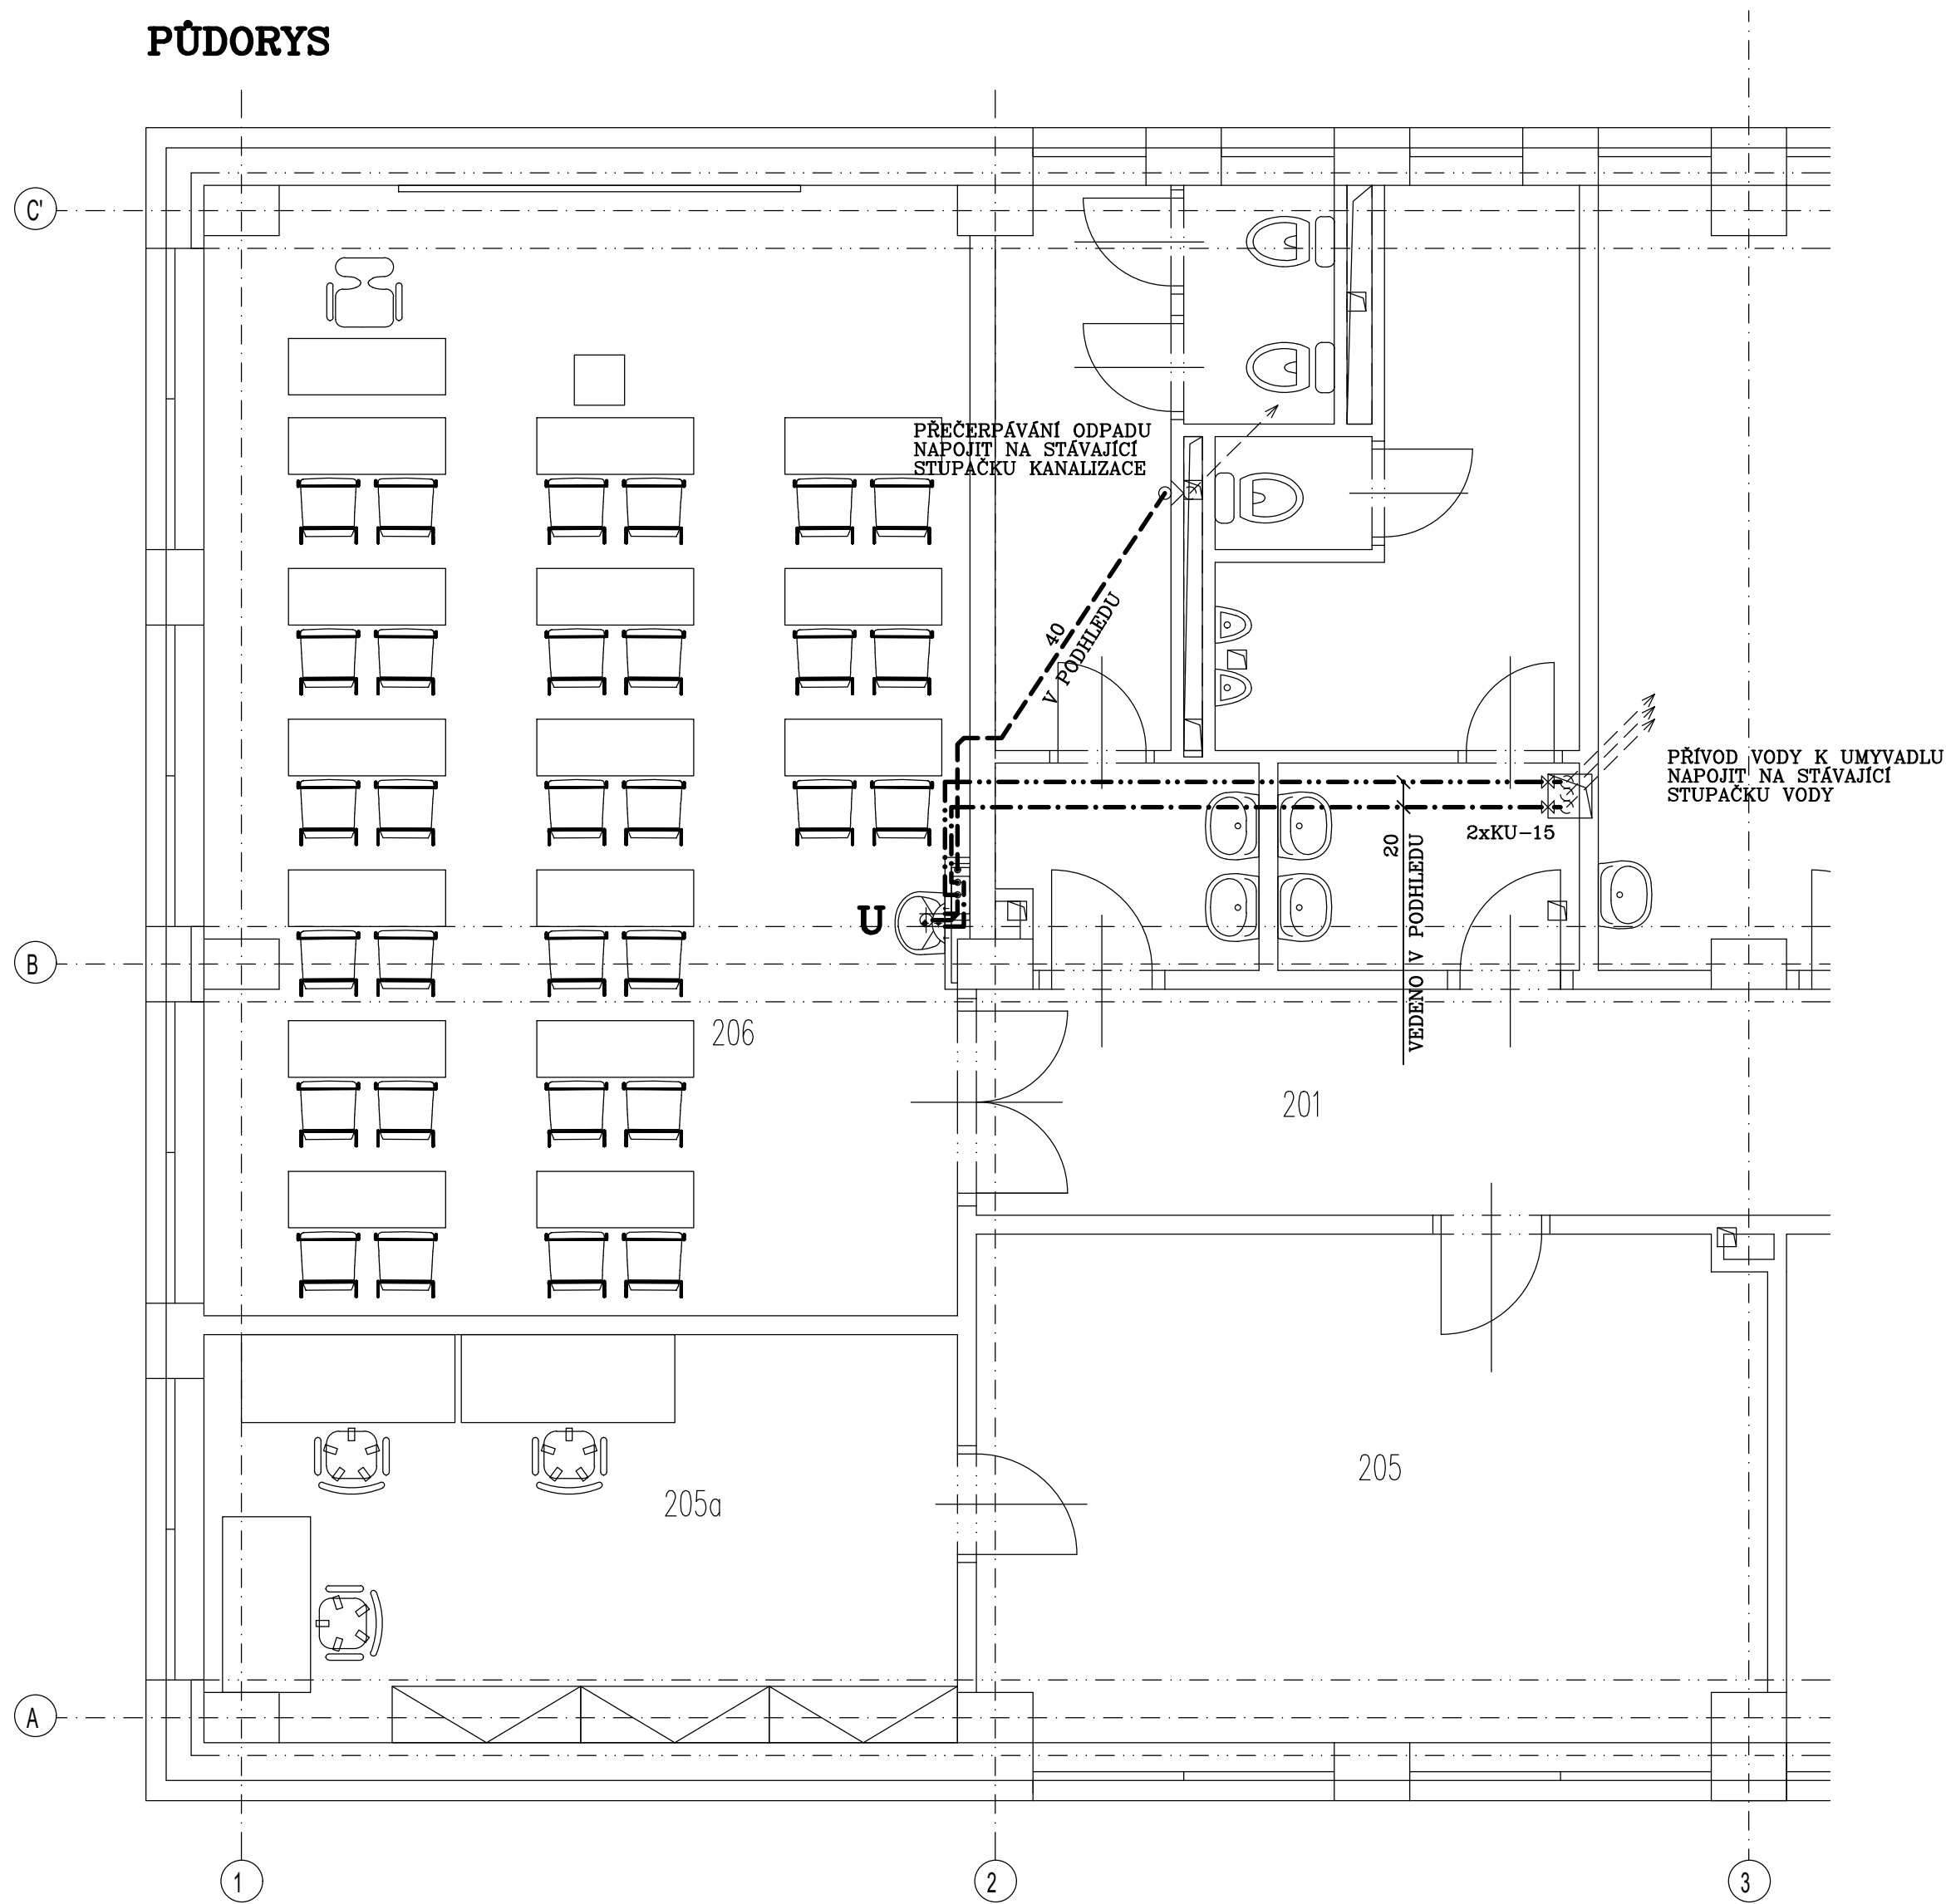 PŮDORYS
C'
PŘEČERPÁVÁNÍ ODPADU
NAPOJIT NA STÁVAJÍCÍ
STUPAČKU KANALIZACE
40
V PODHLEDU
PŘÍVOD VODY K UMYVADLU
NAPOJIT NA STÁVAJÍCÍ
STUPAČKU VODY
2xKU-15
20
VEDENO V PODHLEDU
U
B
206
201
205
205a
A
1
2
3